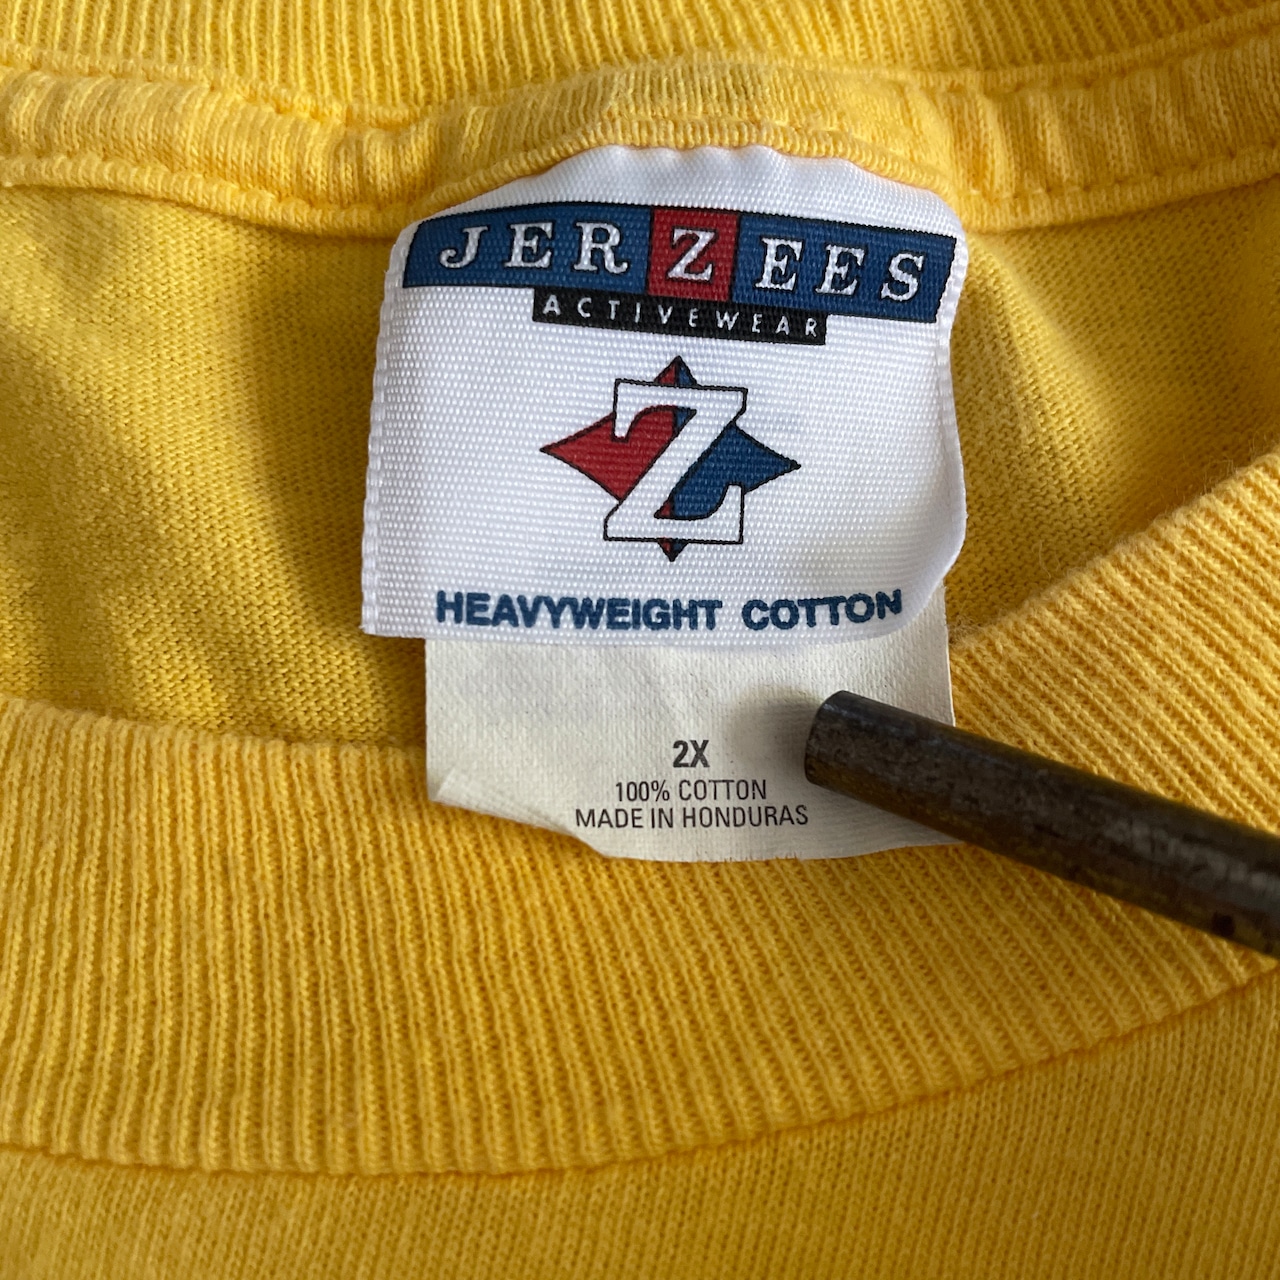 JERZEES
ACTIVEWEAR
Z
HEAVYWEIGHT COTTON
2X
100% COTTON
MADE IN HONDURAS